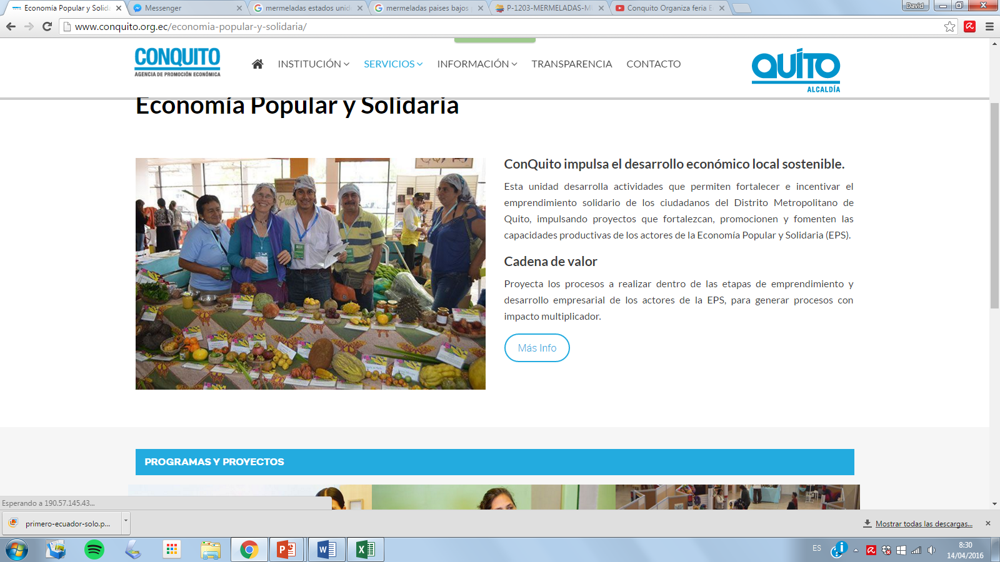 Economía Popular y Solida
Messenger
mermeladas estados unid
mermeladas paises bajos
P-1203-MERMELADAS-M
Conquito Organiza feria E
David
www.conquito.org.ec/economia-popular-y-solidaria/
CONQUITO
AGENCIA DE PROMOCIÓN ECONÓMICA
INSTITUCIÓN
SERVICIOS
INFORMACIÓN
TRANSPARENCIA
CONTACTO
QUITO
ALCALDÍA
Economía Popular y Solidaria
ConQuito impulsa el desarrollo económico local sostenible.
Esta unidad desarrolla actividades que permiten fortalecer e incentivar el
emprendimiento solidario de los ciudadanos del Distrito Metropolitano de
Quito, impulsando proyectos que fortalezcan, promocionen y fomenten las
capacidades productivas de los actores de la Economía Popular y Solidaria (EPS).
Cadena de valor
Proyecta los procesos a realizar dentro de las etapas de emprendimiento y
desarrollo empresarial de los actores de la EPS, para generar procesos con
impacto multiplicador.
Más Info
PROGRAMAS Y PROYECTOS
Esperando a 190.57.145.43...
primero-ecuador-solo.p...
Mostrar todas las descargas...
ES
8:30
14/04/2016